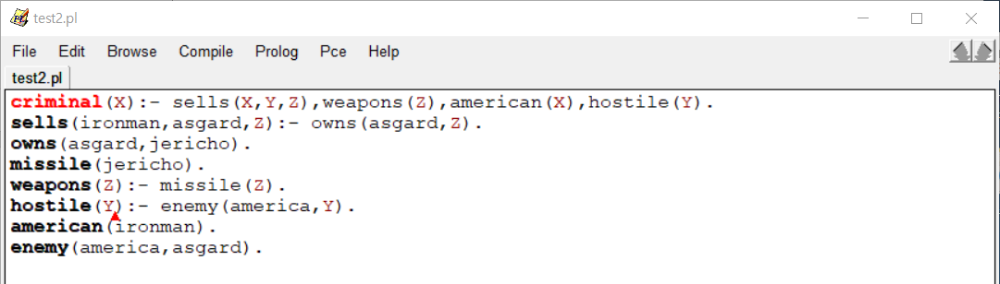 test2.pl
File Edit Browse Compile Prolog Pce Help
test2.pl
criminal(X):- sells(X,Y,Z),weapons(Z),american(X),hostile(Y).
sells(ironman,asgard,Z):- owns(asgard,Z).
owns(asgard,jericho).
missile(jericho).
weapons(Z):- missile(Z).
hostile(Y):- enemy(america,Y).
american(ironman).
enemy(america,asgard).